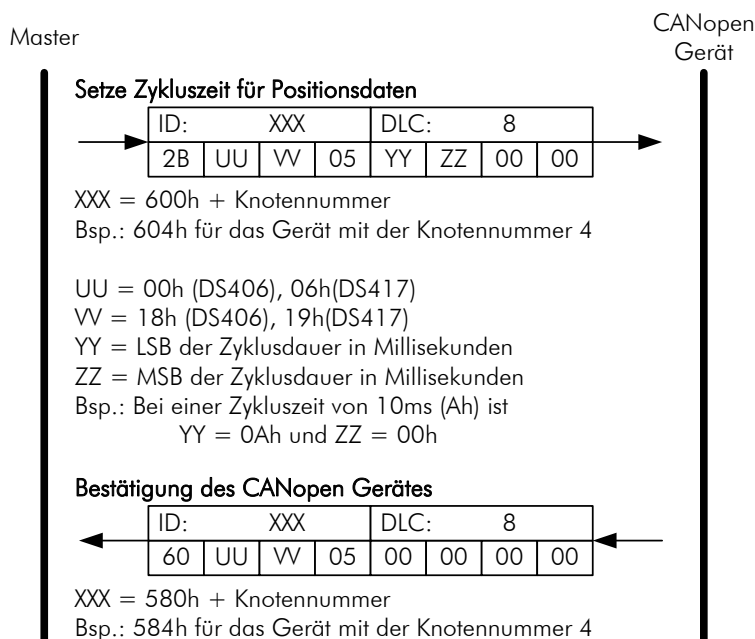 Master
CANopen
Gerät
Setze Zykluszeit für Positionsdaten
ID: XXX DLC: 8
2B UU VV 05 YY ZZ 00 00
XXX = 600h + Knotennummer
Bsp.: 604h für das Gerät mit der Knotennummer 4
UU = 00h (DS406), 06h(DS417)
VV = 18h (DS406), 19h(DS417)
YY = LSB der Zyklusdauer in Millisekunden
ZZ = MSB der Zyklusdauer in Millisekunden
Bsp.: Bei einer Zykluszeit von 10ms (Ah) ist
YY = 0Ah und ZZ = 00h
Bestätigung des CANopen Gerätes
ID: XXX DLC: 8
60 UU VV 05 00 00 00 00
XXX = 580h + Knotennummer
Bsp.: 584h für das Gerät mit der Knotennummer 4